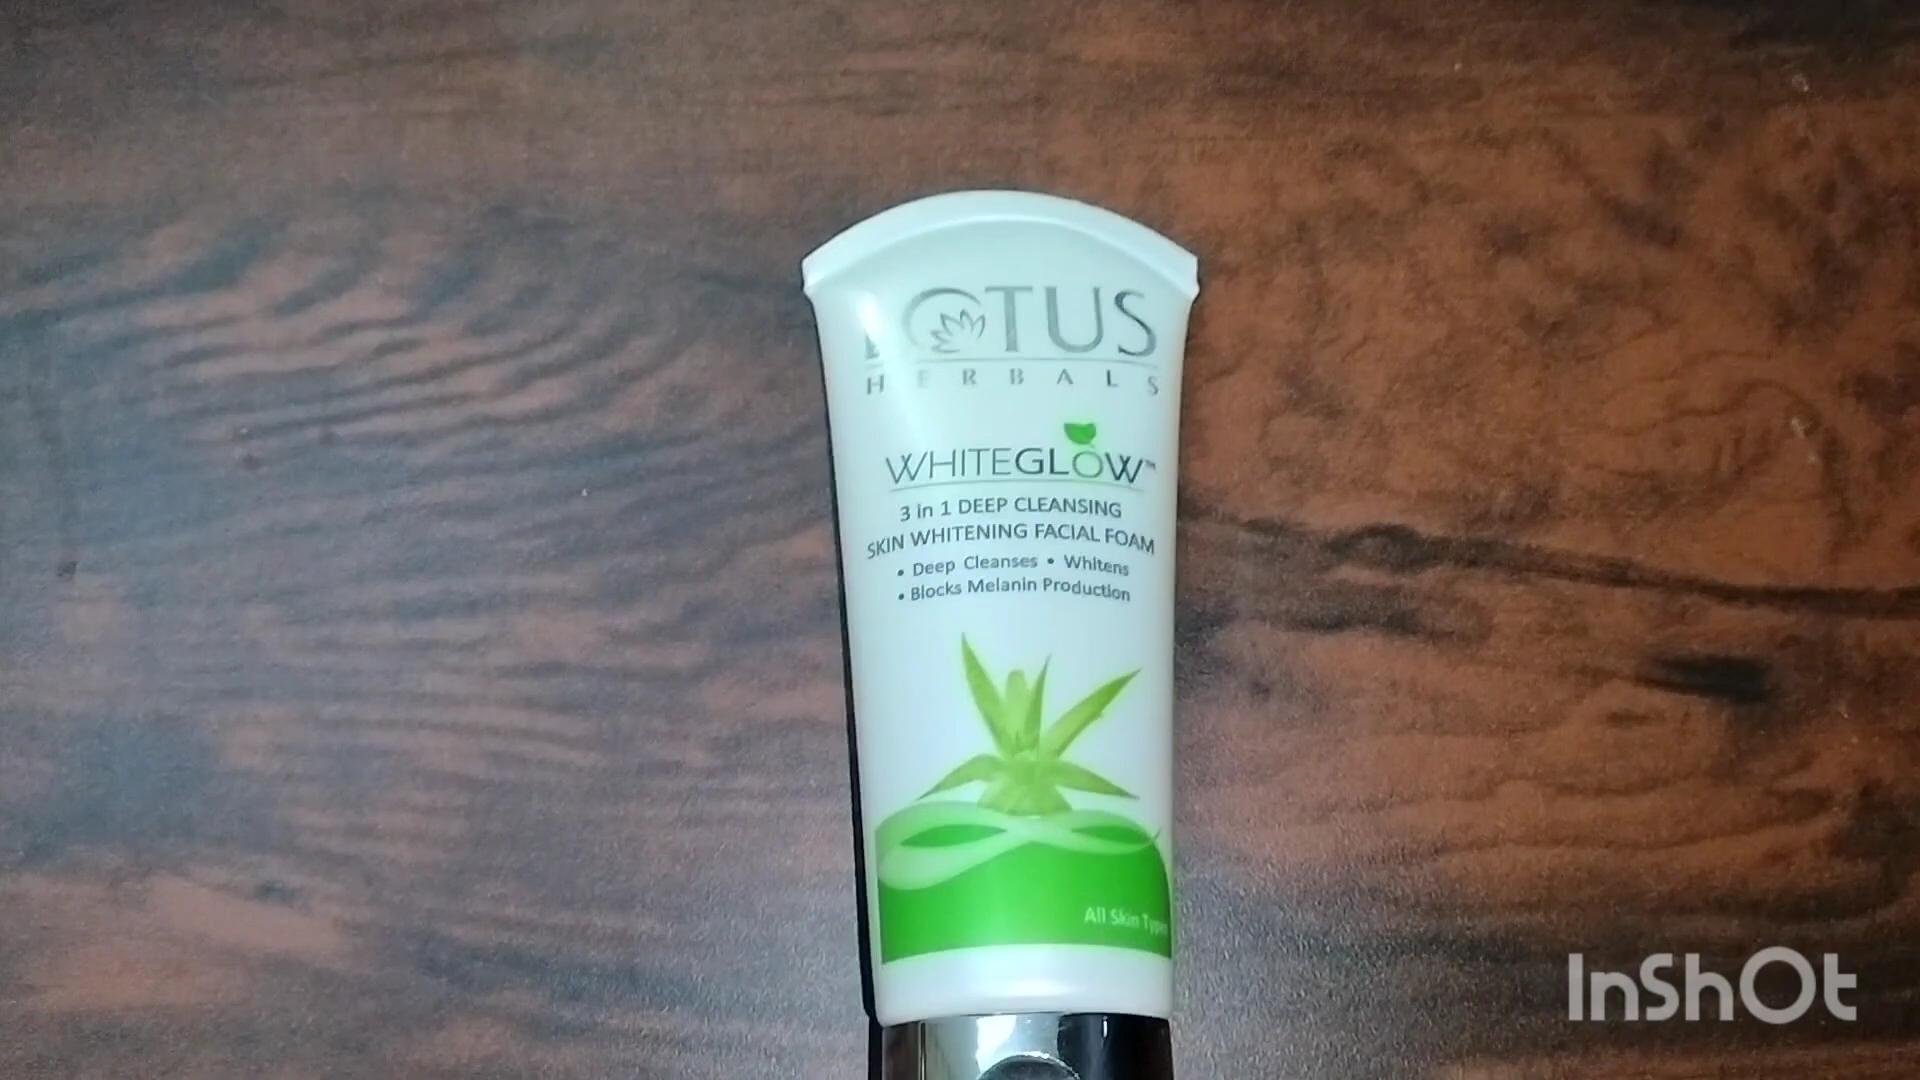 LOTUS
HERBALS
WHITEGLOW™
3 in 1 DEEP CLEANSING
SKIN WHITENING FACIAL FOAM
• Deep Cleanses • Whitens
• Blocks Melanin Production
All Skin Types
InShOt